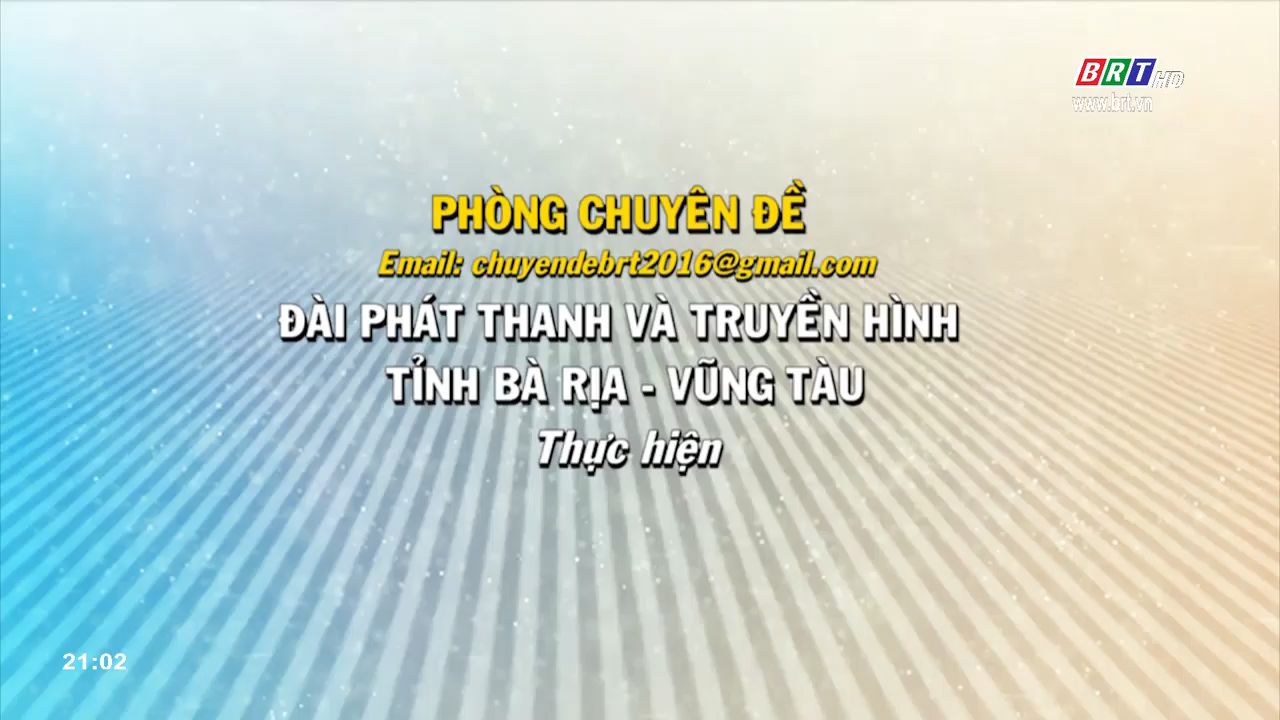 BRT HD
www.brt.vn
PHÒNG CHUYÊN ĐỀ
Email: chuyendebrt2016@gmail.com
ĐÀI PHÁT THANH VÀ TRUYỀN HÌNH
TỈNH BÀ RỊA - VŨNG TÀU
Thực hiện
21:02